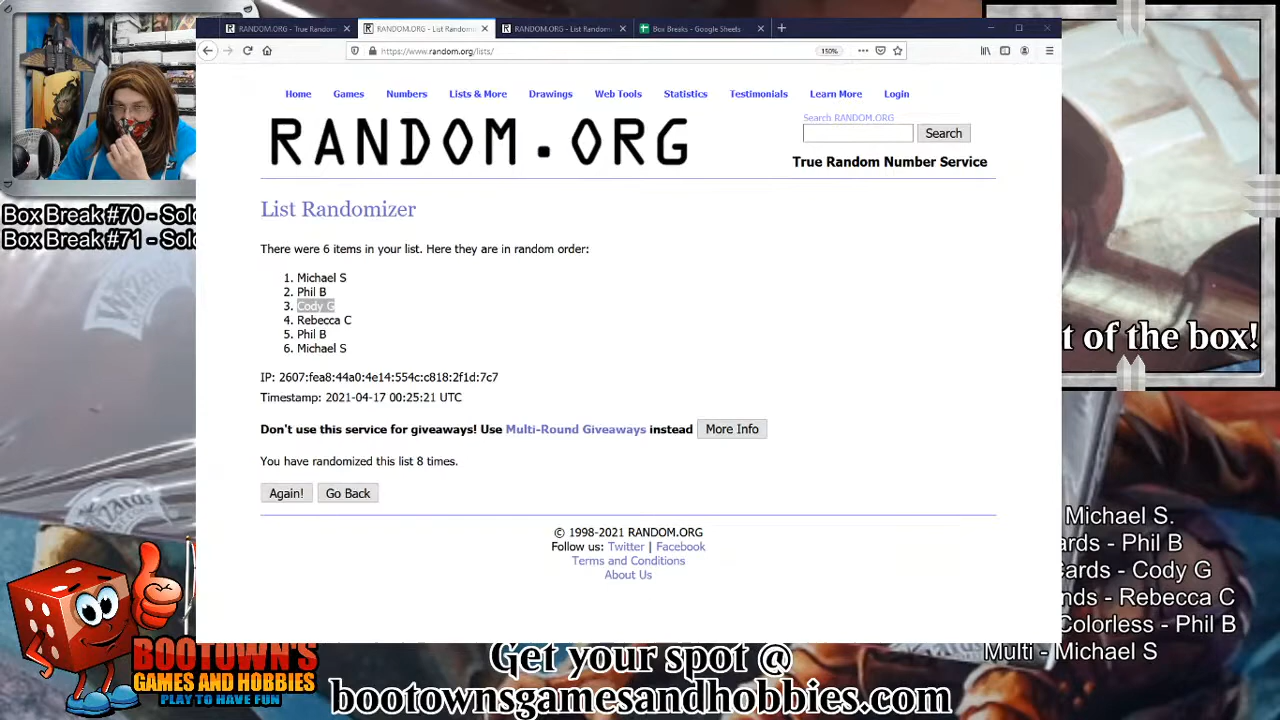 RANDOM.ORG - True Random
RANDOM.ORG - List Randomi
RANDOM.ORG - List Randomi
Box Breaks - Google Sheets
https://www.random.org/lists/
150%
Home Games Numbers Lists & More Drawings Web Tools Statistics Testimonials Learn More Login
RANDOM.ORG
Search RANDOM.ORG
Search
True Random Number Service
Box Break #70 - Solo
Box Break #71 - Solo
List Randomizer
There were 6 items in your list. Here they are in random order:
1. Michael S
2. Phil B
3. Cody G
4. Rebecca C
5. Phil B
6. Michael S
t of the box!
IP: 2607:fea8:44a0:4e14:554c:c818:2f1d:7c7
Timestamp: 2021-04-17 00:25:21 UTC
Don't use this service for giveaways! Use Multi-Round Giveaways instead More Info
You have randomized this list 8 times.
Again! Go Back
© 1998-2021 RANDOM.ORG
Follow us: Twitter | Facebook
Terms and Conditions
About Us
Michael S.
ards - Phil B
cards - Cody G
nds - Rebecca C
Colorless - Phil B
Multi - Michael S
BOOTOWN'S
GAMES AND HOBBIES
PLAY TO HAVE FUN
Get your spot @
bootownsgamesandhobbies.com